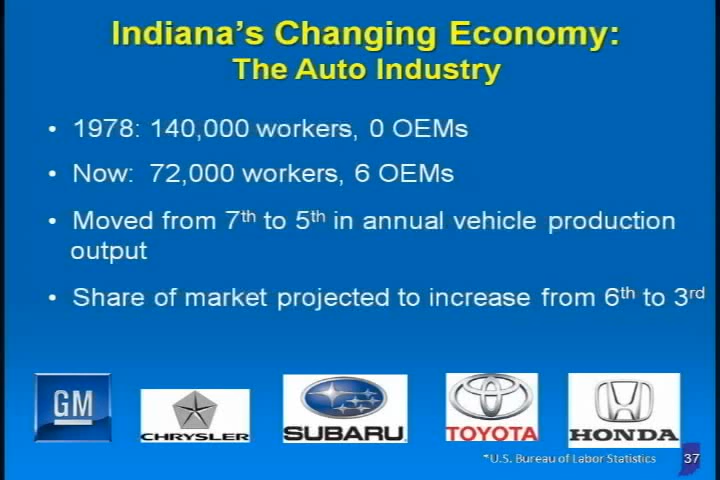 Indiana's Changing Economy:
The Auto Industry
• 1978: 140,000 workers, 0 OEMs
• Now: 72,000 workers, 6 OEMs
• Moved from 7th to 5th in annual vehicle production
output
• Share of market projected to increase from 6th to 3rd
GM
CHRYSLER
SUBARU
TOYOTA
HONDA
*U.S. Bureau of Labor Statistics
37